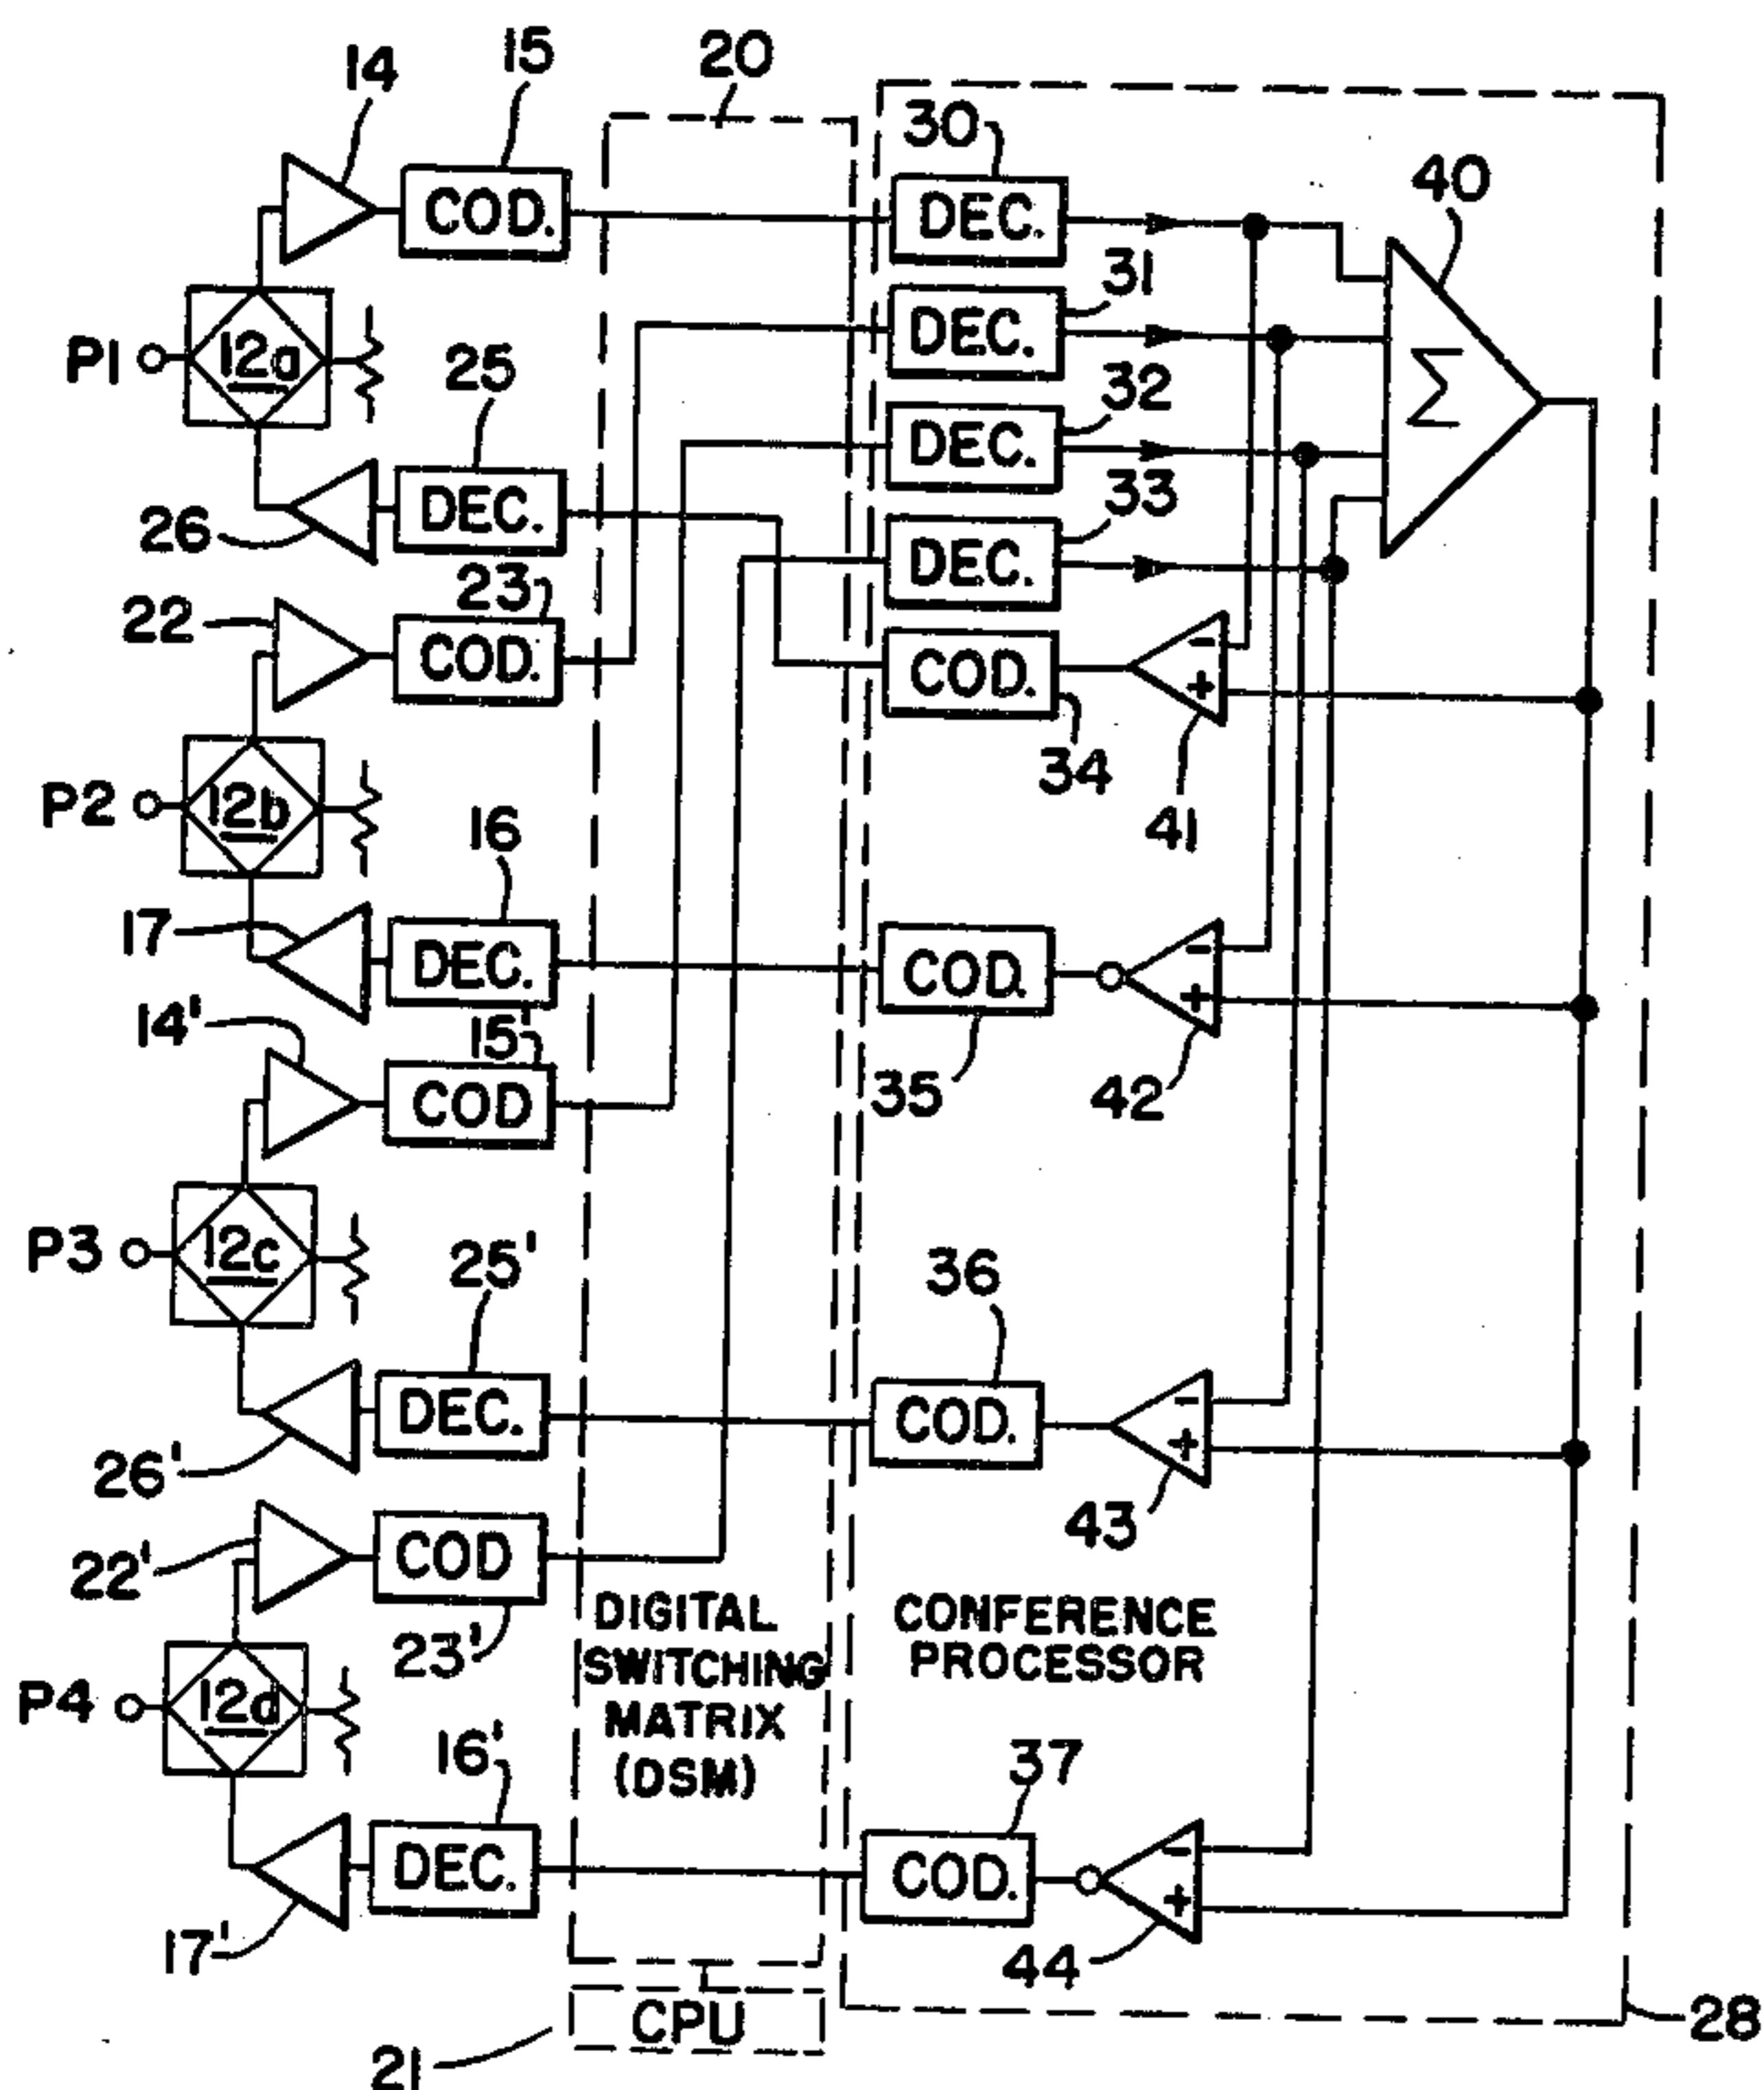 14
15
20
30
40
COD.
DEC.
31
P1
12a
25
DEC.
32
Σ
DEC.
33
26
DEC.
DEC.
23
22
COD.
COD.
-
+
34
41
P2
12b
16
17
DEC.
COD.
-
+
14'
15'
COD
35
42
P3
12c
25'
36
DEC.
COD.
-
+
26'
43
22'
COD
23'
DIGITAL
SWITCHING
MATRIX
(DSM)
CONFERENCE
PROCESSOR
P4
12d
16'
37
DEC.
COD.
-
+
17'
44
CPU
21
28